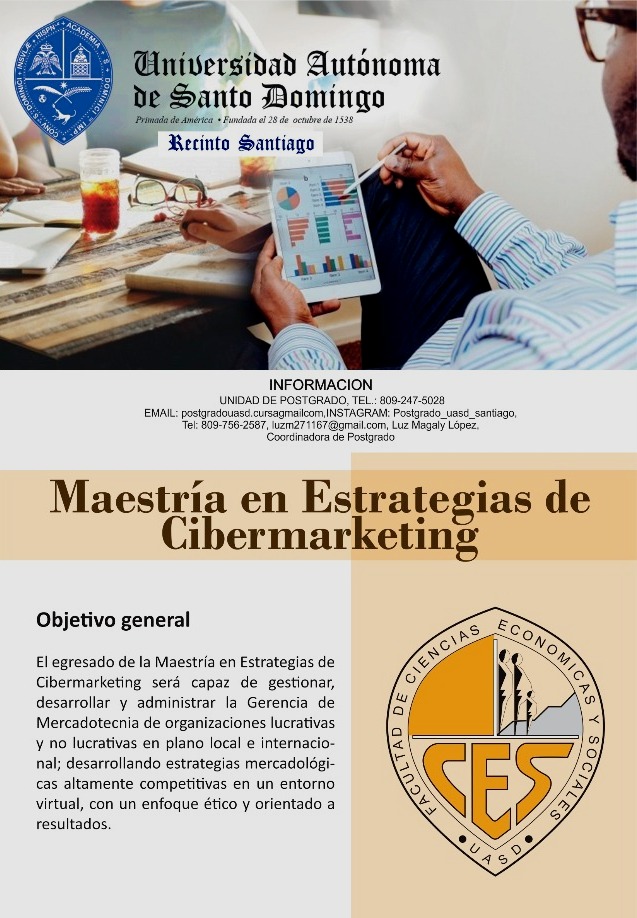 Universidad Autónoma
de Santo Domingo
Primada de América • Fundada el 28 de octubre de 1538
Recinto Santiago
INFORMACION
UNIDAD DE POSTGRADO, TEL.: 809-247-5028
EMAIL: postgradouasd.cursagmailcom,INSTAGRAM: Postgrado_uasd_santiago,
Tel: 809-756-2587, luzm271167@gmail.com, Luz Magaly López,
Coordinadora de Postgrado
Maestría en Estrategias de
Cibermarketing
Objetivo general
El egresado de la Maestría en Estrategias de
Cibermarketing será capaz de gestionar,
desarrollar y administrar la Gerencia de
Mercadotecnia de organizaciones lucrativas
y no lucrativas en plano local e internacio-
nal; desarrollando estrategias mercadológi-
cas altamente competitivas en un entorno
virtual, con un enfoque ético y orientado a
resultados.
FACULTAD DE CIENCIAS ECONOMICAS Y SOCIALES
CES
• UASD •